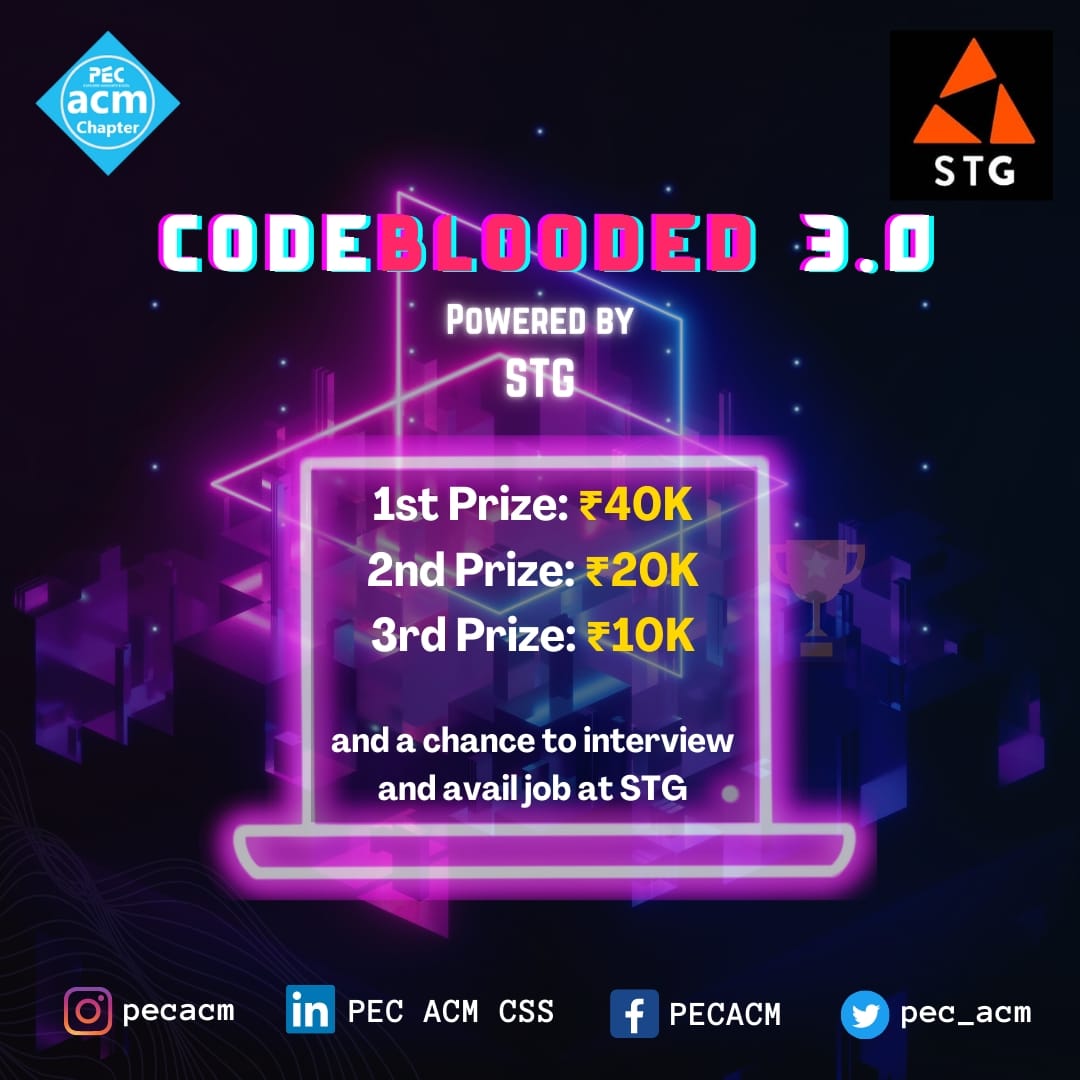 PEC
acm
Chapter
STG
CODEBLOODED 3.0
POWERED BY
STG
1st Prize: ₹40K
2nd Prize: ₹20K
3rd Prize: ₹10K
and a chance to interview
and avail job at STG
pecacm
in PEC ACM CSS
f PECACM
pec_acm